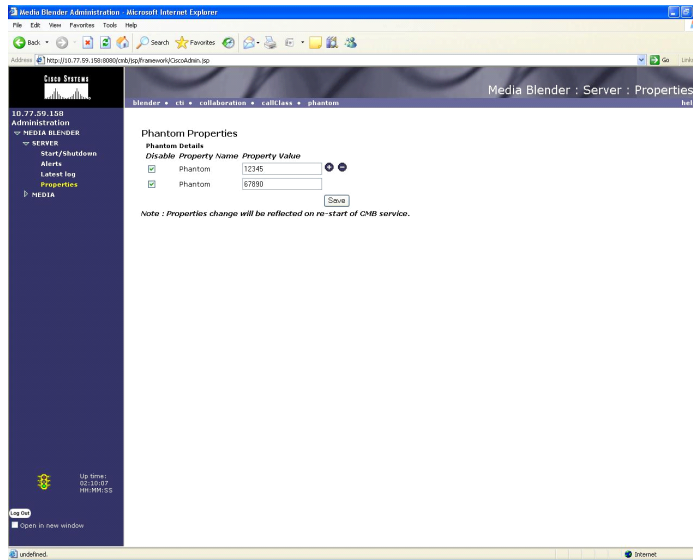 Media Blender Administration - Microsoft Internet Explorer
File Edit View Favorites Tools Help
Back Search Favorites
Address http://10.77.59.158:8080/cmb/jsp/framework/CiscoAdmin.jsp Go Links
CISCO SYSTEMS
Media Blender : Server : Properties
blender • cti • collaboration • callClass • phantom hel
10.77.59.158
Administration
MEDIA BLENDER
SERVER
Start/Shutdown
Alerts
Latest log
Properties
MEDIA
Phantom Properties
Phantom Details
Disable Property Name Property Value
Phantom 12345
Phantom 67890
Save
Note : Properties change will be reflected on re-start of CMB service.
Up time:
02:10:07
HH:MM:SS
Log Out
Open in new window
undefined. Internet